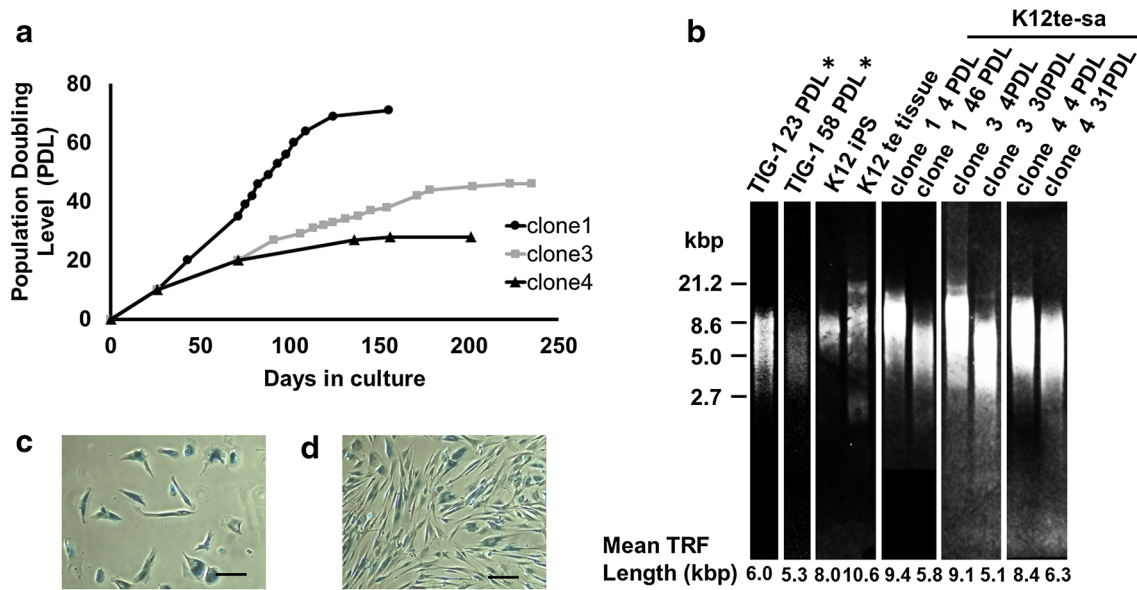 a
Population Doubling
Level (PDL)
80
60
40
20
0
0 50 100 150 200 250
Days in culture
clone1
clone3
clone4
b
K12te-sa
TIG-1 23 PDL *
TIG-1 58 PDL *
K12 iPS
K12 te tissue
clone 1 4 PDL
clone 1 46 PDL
clone 3 4PDL
clone 3 30PDL
clone 4 4 PDL
clone 4 31PDL
kbp
21.2
8.6
5.0
2.7
Mean TRF
Length (kbp) 6.0 5.3 8.0 10.6 9.4 5.8 9.1 5.1 8.4 6.3
c
d